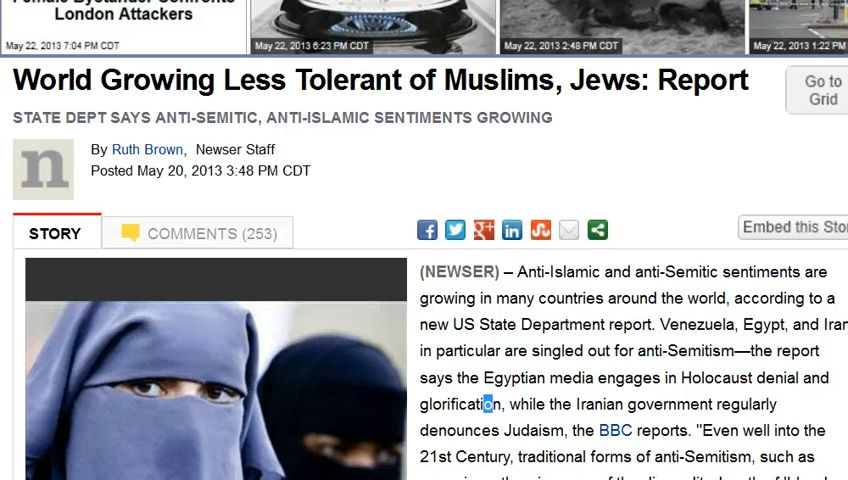 Female Bystander Confronts
London Attackers
May 22, 2013 7:04 PM CDT
May 22, 2013 6:23 PM CDT
May 22, 2013 2:48 PM CDT
May 22, 2013 1:22 PM
World Growing Less Tolerant of Muslims, Jews: Report
Go to
Grid
STATE DEPT SAYS ANTI-SEMITIC, ANTI-ISLAMIC SENTIMENTS GROWING
n
By Ruth Brown, Newser Staff
Posted May 20, 2013 3:48 PM CDT
STORY
COMMENTS (253)
Embed this Stor
(NEWSER) – Anti-Islamic and anti-Semitic sentiments are
growing in many countries around the world, according to a
new US State Department report. Venezuela, Egypt, and Iran
in particular are singled out for anti-Semitism—the report
says the Egyptian media engages in Holocaust denial and
glorification, while the Iranian government regularly
denounces Judaism, the BBC reports. "Even well into the
21st Century, traditional forms of anti-Semitism, such as